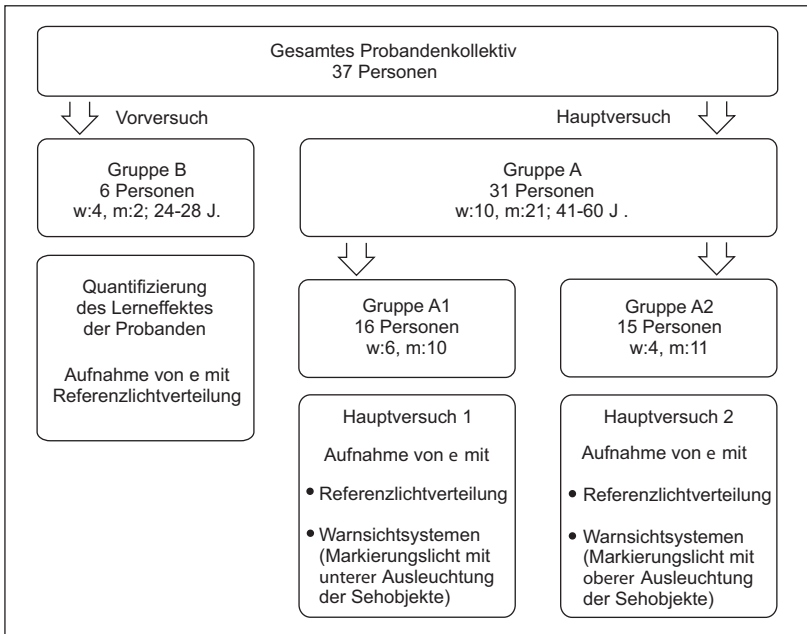 Gesamtes Probandenkollektiv
37 Personen
Vorversuch
Hauptversuch
Gruppe B
6 Personen
w:4, m:2; 24-28 J.
Gruppe A
31 Personen
w:10, m:21; 41-60 J .
Quantifizierung
des Lerneffektes
der Probanden
Aufnahme von e mit
Referenzlichtverteilung
Gruppe A1
16 Personen
w:6, m:10
Gruppe A2
15 Personen
w:4, m:11
Hauptversuch 1
Aufnahme von e mit
• Referenzlichtverteilung
• Warnsichtsystemen
(Markierungslicht mit
unterer Ausleuchtung
der Sehobjekte)
Hauptversuch 2
Aufnahme von e mit
• Referenzlichtverteilung
• Warnsichtsystemen
(Markierungslicht mit
oberer Ausleuchtung
der Sehobjekte)